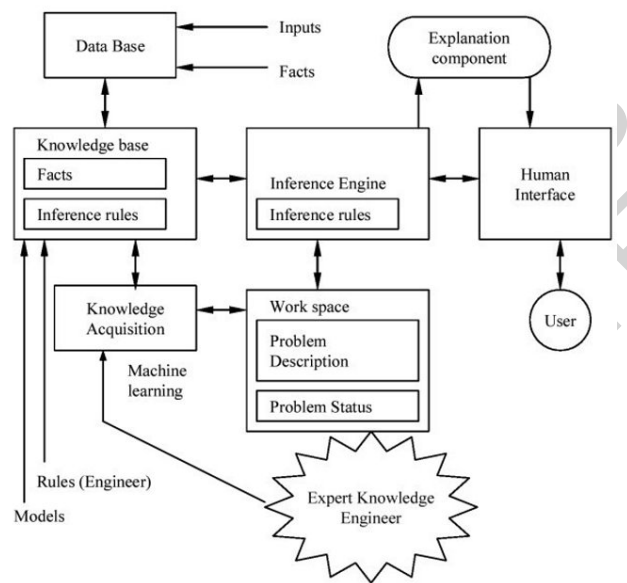 Data Base
Inputs
Facts
Explanation
component
Knowledge base
Facts
Inference rules
Inference Engine
Inference rules
Human
Interface
Knowledge
Acquisition
Work space
Problem
Description
Problem Status
User
Machine
learning
Rules (Engineer)
Models
Expert Knowledge
Engineer